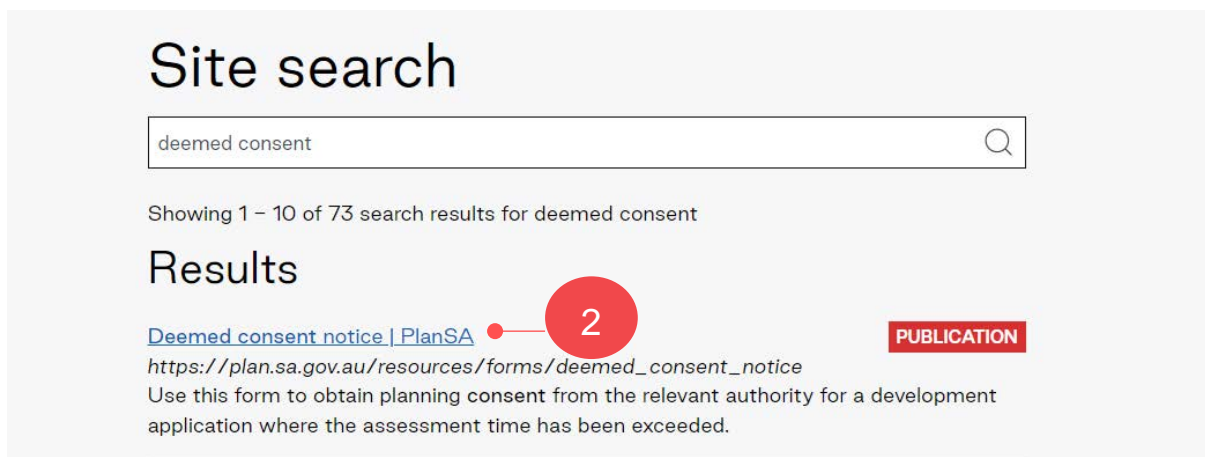 Site search
deemed consent
Showing 1 – 10 of 73 search results for deemed consent
Results
Deemed consent notice | PlanSA
2
PUBLICATION
https://plan.sa.gov.au/resources/forms/deemed_consent_notice
Use this form to obtain planning consent from the relevant authority for a development
application where the assessment time has been exceeded.